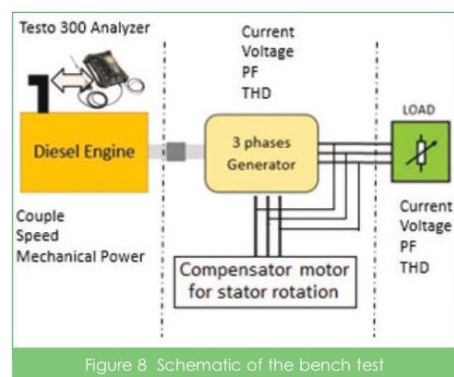 Testo 300 Analyzer
Diesel Engine
Couple
Speed
Mechanical Power
Current
Voltage
PF
THD
3 phases
Generator
Compensator motor
for stator rotation
LOAD
Current
Voltage
PF
THD
Figure 8 Schematic of the bench test